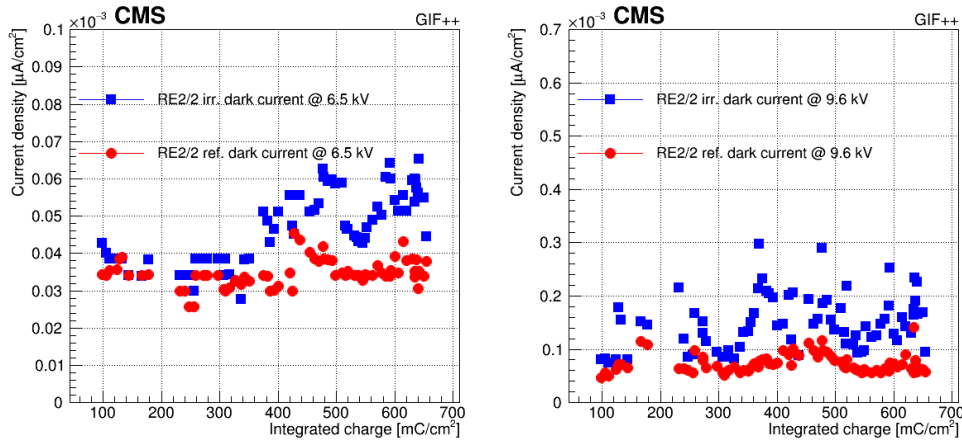 ×10⁻³ CMS GIF++
Current density [μA/cm²]
0.1
0.09
0.08
0.07
0.06
0.05
0.04
0.03
0.02
0.01
0
RE2/2 irr. dark current @ 6.5 kV
RE2/2 ref. dark current @ 6.5 kV
100 200 300 400 500 600 700
Integrated charge [mC/cm²]
×10⁻³ CMS GIF++
Current density [μA/cm²]
0.7
0.6
0.5
0.4
0.3
0.2
0.1
0
RE2/2 irr. dark current @ 9.6 kV
RE2/2 ref. dark current @ 9.6 kV
100 200 300 400 500 600 700
Integrated charge [mC/cm²]